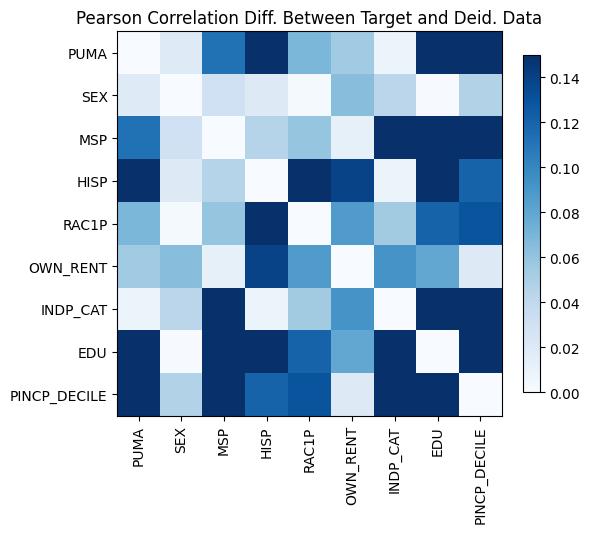 Pearson Correlation Diff. Between Target and Deid. Data
PUMA
SEX
MSP
HISP
RAC1P
OWN_RENT
INDP_CAT
EDU
PINCP_DECILE
PUMA
SEX
MSP
HISP
RAC1P
OWN_RENT
INDP_CAT
EDU
PINCP_DECILE
0.14
0.12
0.10
0.08
0.06
0.04
0.02
0.00